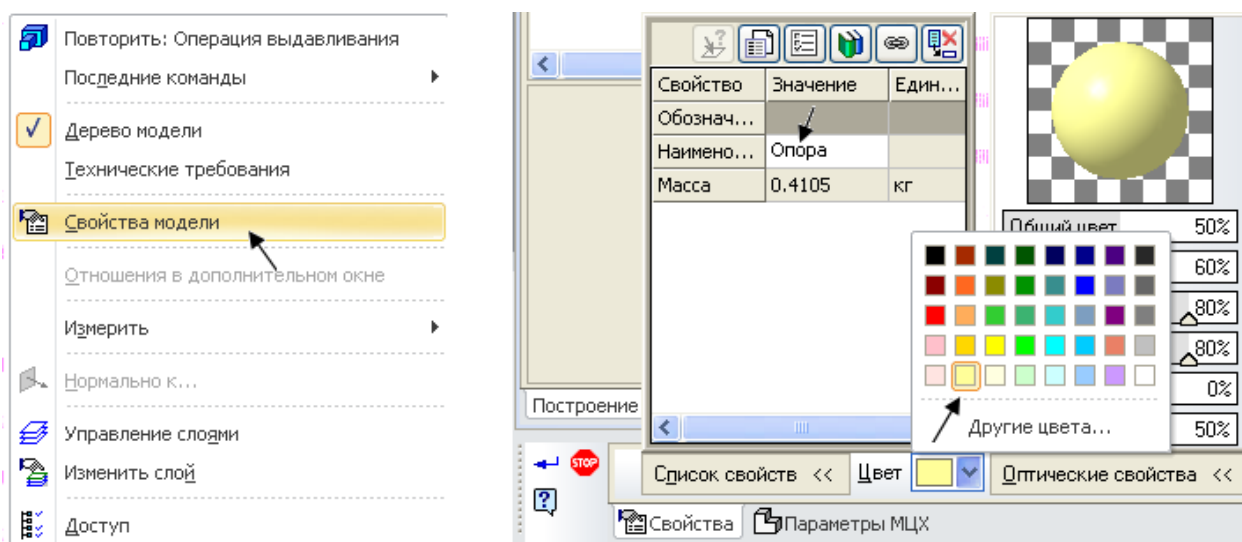 Повторить: Операция выдавливания
Последние команды
Дерево модели
Технические требования
Свойства модели
Отношения в дополнительном окне
Измерить
Нормально к...
Управление слоями
Изменить слой
Доступ
Свойство Значение Един...
Обознач...
Наимено... Опора
Масса 0.4105 кг
Общий цвет 50%
60%
80%
80%
0%
50%
Другие цвета...
Построение
STOP
Список свойств << Цвет Оптические свойства <<
Свойства Параметры МЦХ